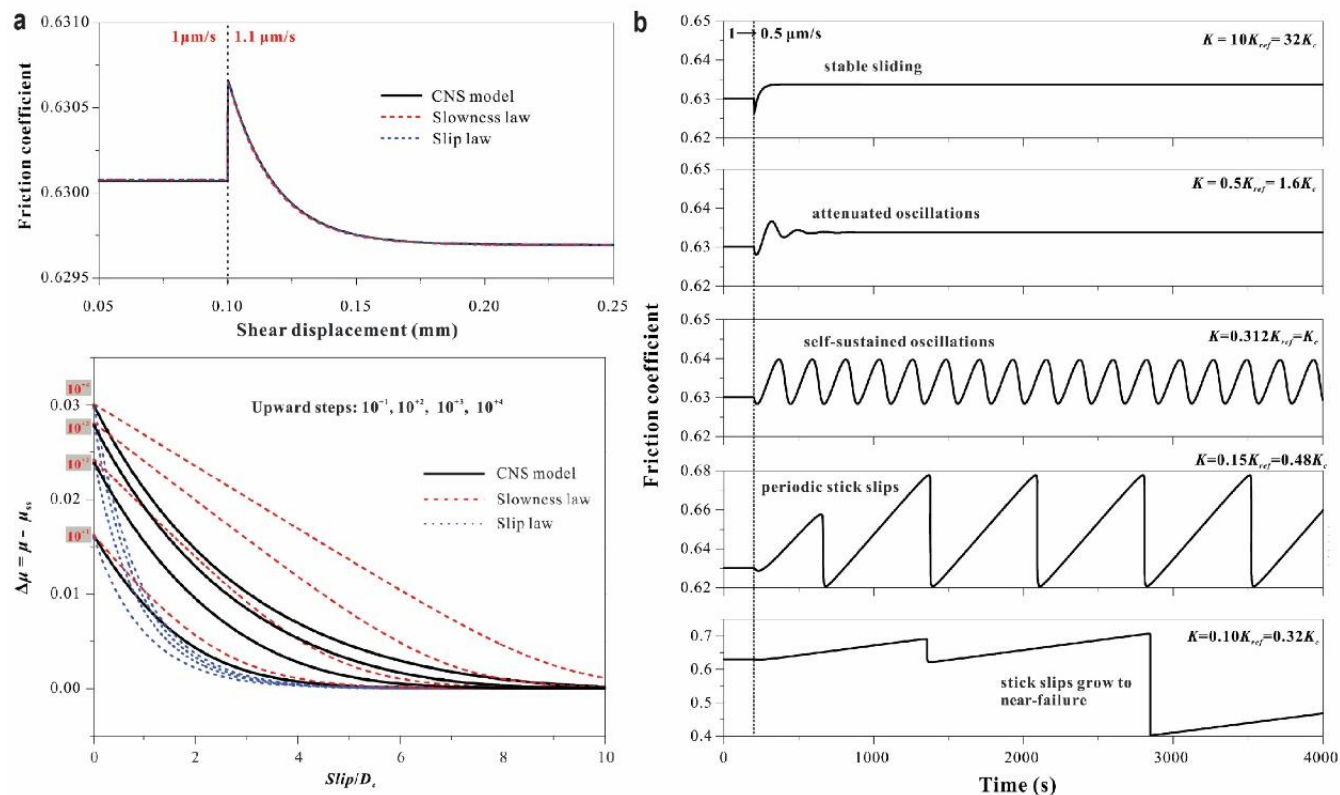 a
0.6310
0.6305
0.6300
0.6295
Friction coefficient
1μm/s
1.1 μm/s
CNS model
Slowness law
Slip law
0.05
0.10
0.15
0.20
0.25
Shear displacement (mm)
10⁺⁴
10⁺³
10⁺²
10⁺¹
0.03
0.02
0.01
0.00
Δμ = μ - μss
Upward steps: 10⁺¹, 10⁺², 10⁺³, 10⁺⁴
CNS model
Slowness law
Slip law
0
2
4
6
8
10
Slip/Dc
b
Friction coefficient
0.65
0.64
0.63
0.62
1→0.5 μm/s
K = 10Kref = 32Kc
stable sliding
0.65
0.64
0.63
0.62
K = 0.5Kref = 1.6Kc
attenuated oscillations
0.65
0.64
0.63
0.62
K=0.312Kref=Kc
self-sustained oscillations
0.68
0.66
0.64
0.62
K=0.15Kref=0.48Kc
periodic stick slips
0.7
0.6
0.5
0.4
K=0.10Kref=0.32Kc
stick slips grow to
near-failure
0
1000
2000
3000
4000
Time (s)